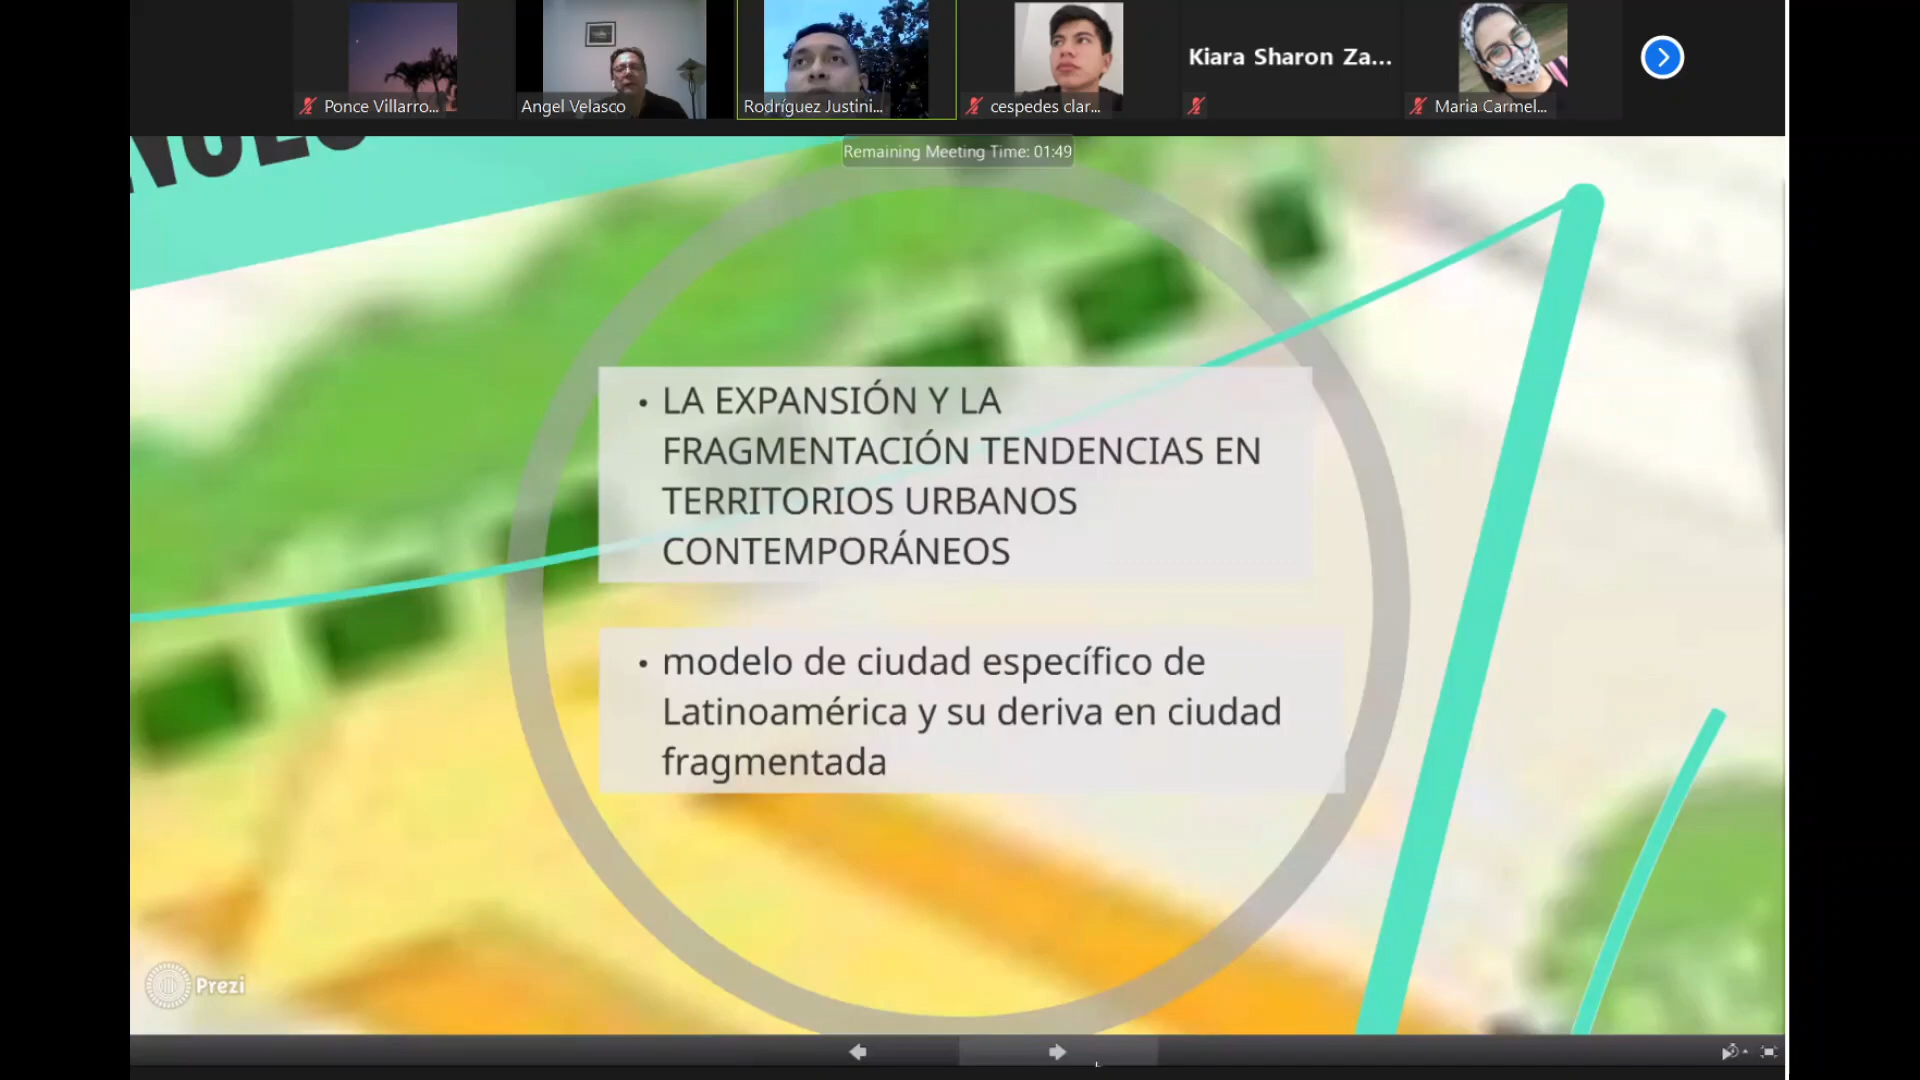 Ponce Villarro...
Angel Velasco
Rodríguez Justini...
cespedes clar...
Kiara Sharon Za...
Maria Carmel...
Remaining Meeting Time: 01:49
• LA EXPANSIÓN Y LA
FRAGMENTACIÓN TENDENCIAS EN
TERRITORIOS URBANOS
CONTEMPORÁNEOS
• modelo de ciudad específico de
Latinoamérica y su deriva en ciudad
fragmentada
Prezi